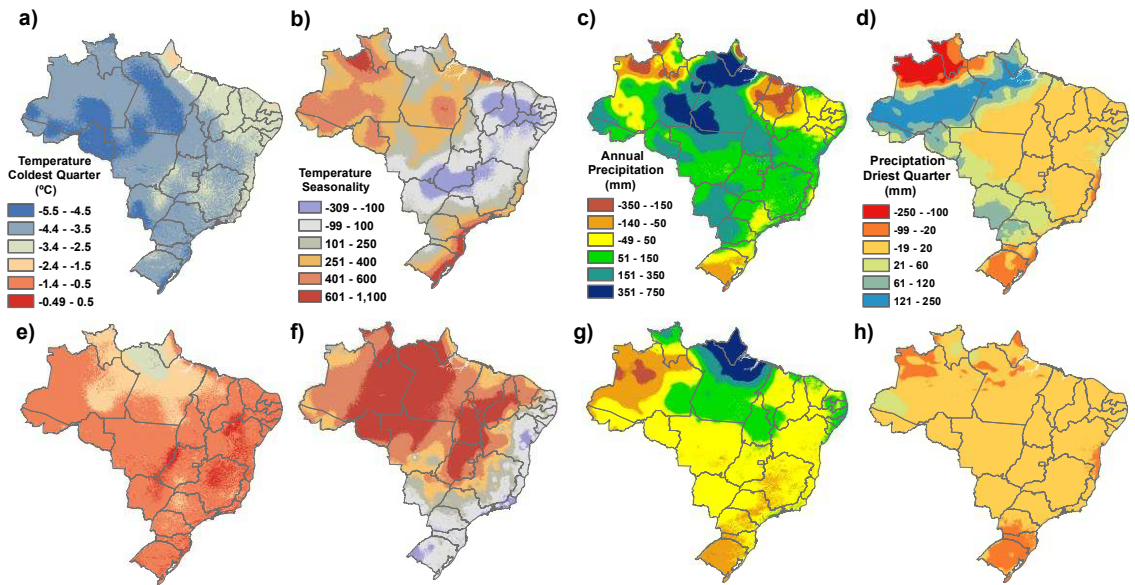 a)
b)
c)
d)
Temperature
Coldest Quarter
(ºC)
-5.5 - -4.5
-4.4 - -3.5
-3.4 - -2.5
-2.4 - -1.5
-1.4 - -0.5
-0.49 - 0.5
Temperature
Seasonality
-309 - -100
-99 - 100
101 - 250
251 - 400
401 - 600
601 - 1,100
Annual
Precipitation
(mm)
-350 - -150
-140 - -50
-49 - 50
51 - 150
151 - 350
351 - 750
Preciptation
Driest Quarter
(mm)
-250 - -100
-99 - -20
-19 - 20
21 - 60
61 - 120
121 - 250
e)
f)
g)
h)